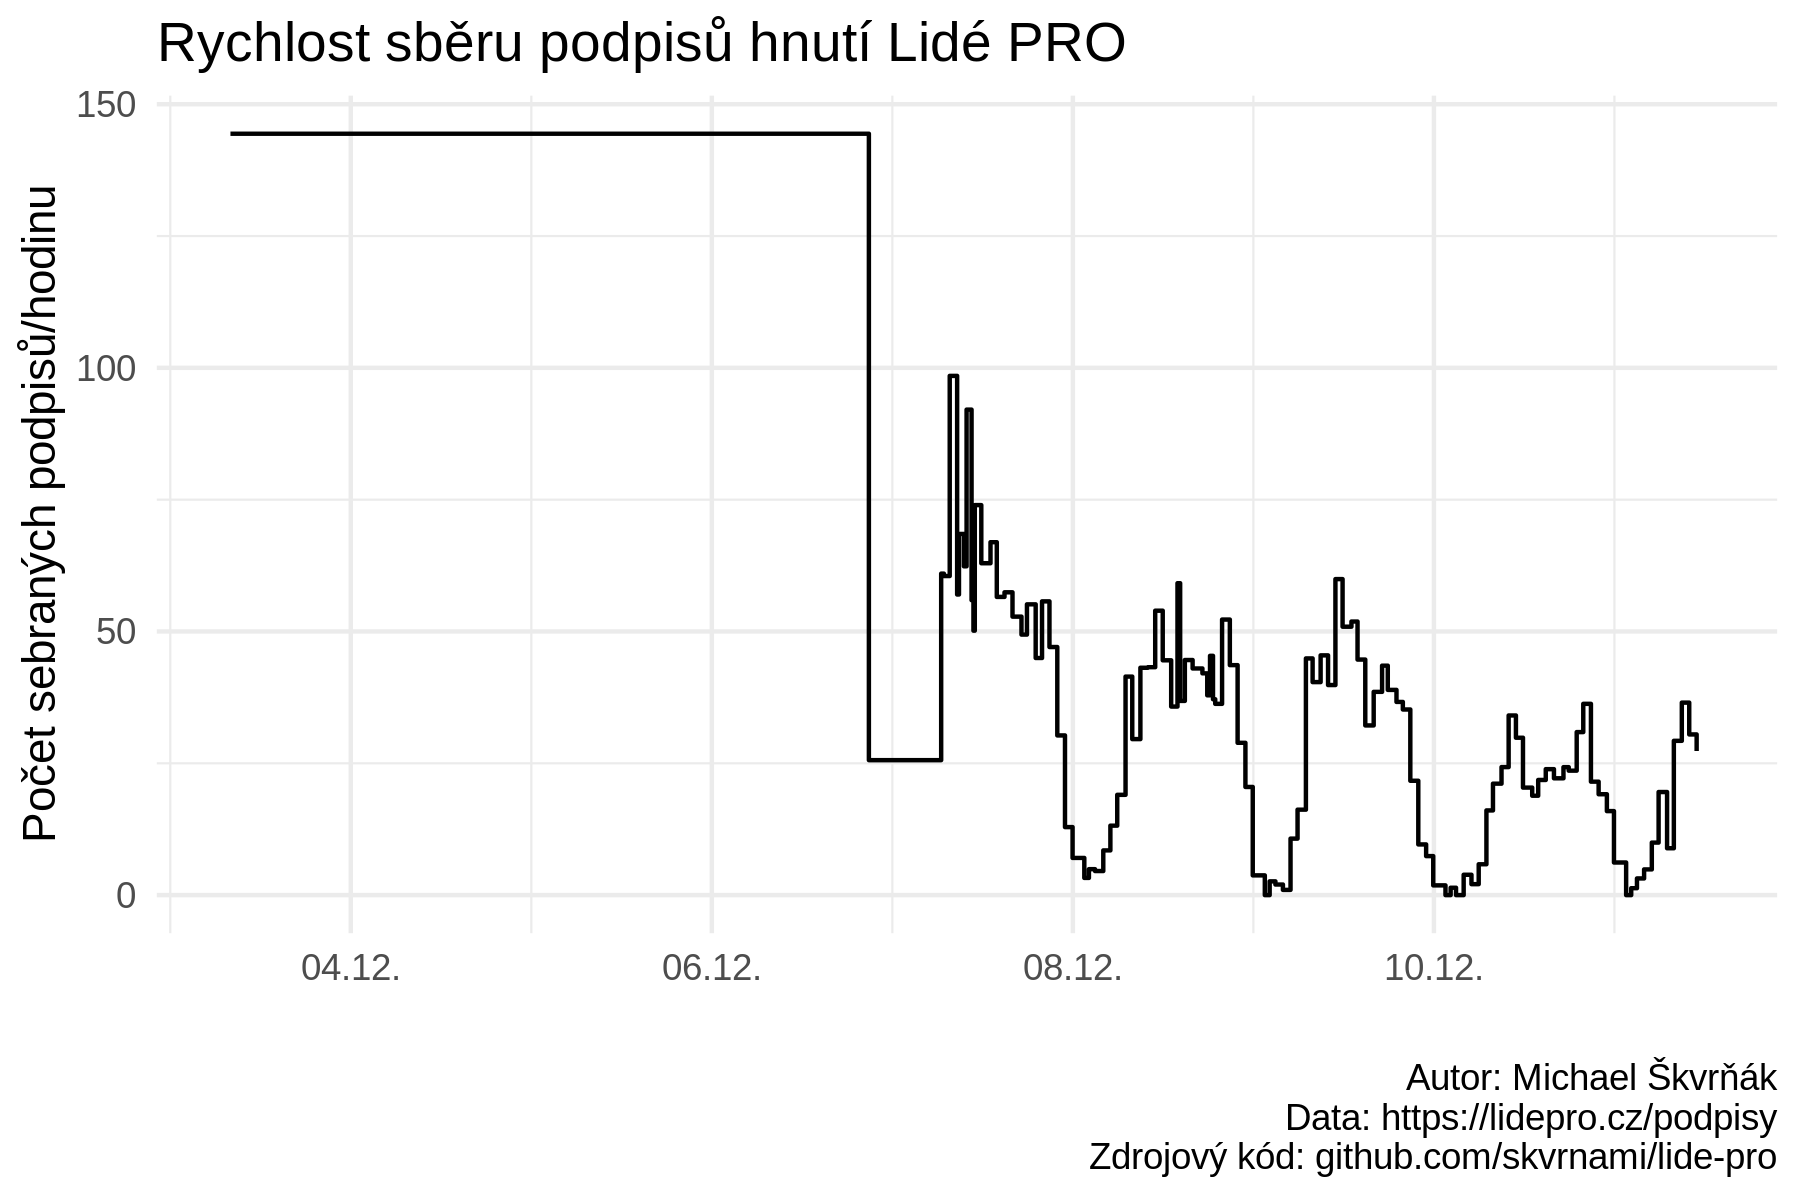 Rychlost sběru podpisů hnutí Lidé PRO
Počet sebraných podpisů/hodinu
150
100
50
0
04.12.
06.12.
08.12.
10.12.
Autor: Michael Škvrňák
Data: https://lidepro.cz/podpisy
Zdrojový kód: github.com/skvrnami/lide-pro